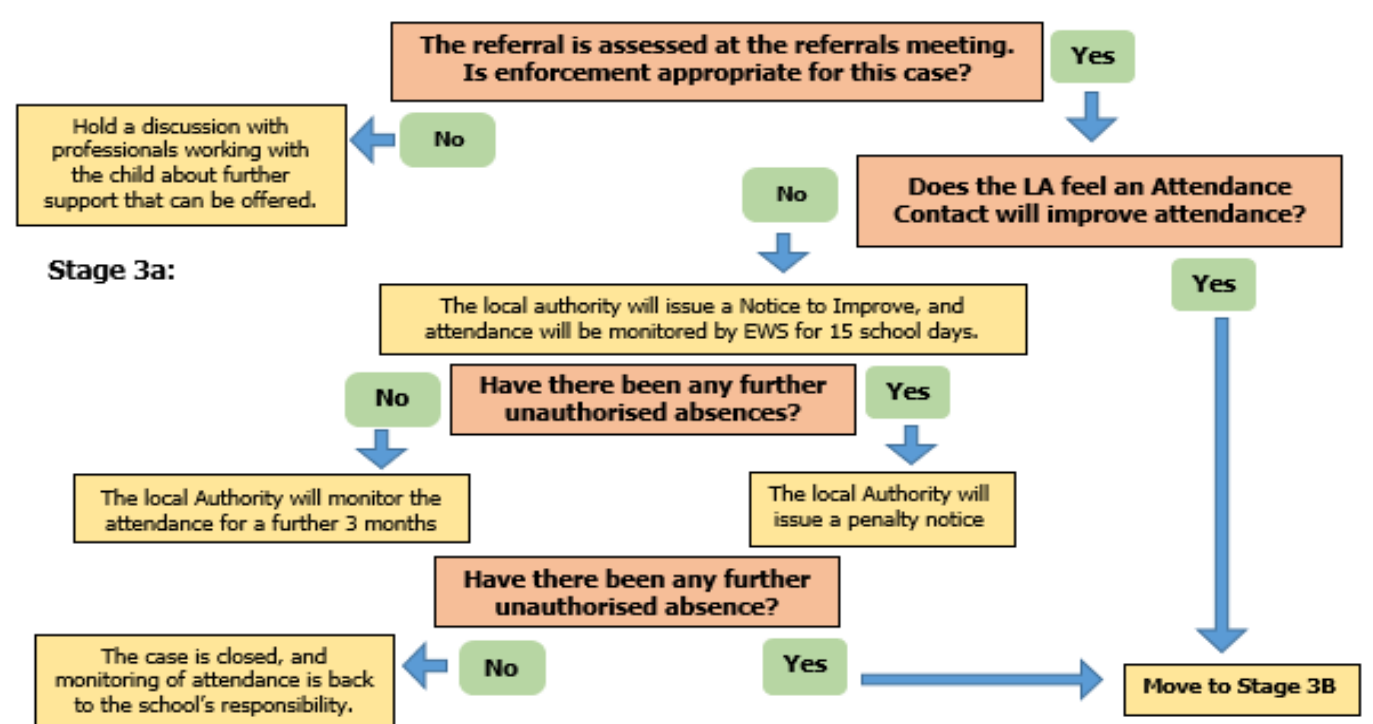 The referral is assessed at the referrals meeting.
Is enforcement appropriate for this case?
Yes
Hold a discussion with
professionals working with
the child about further
support that can be offered.
No
Does the LA feel an Attendance
Contact will improve attendance?
No
Stage 3a:
Yes
The local authority will issue a Notice to Improve, and
attendance will be monitored by EWS for 15 school days.
No
Have there been any further
unauthorised absences?
Yes
The local Authority will monitor the
attendance for a further 3 months
The local Authority will
issue a penalty notice
Have there been any further
unauthorised absence?
The case is closed, and
monitoring of attendance is back
to the school's responsibility.
No
Yes
Move to Stage 3B